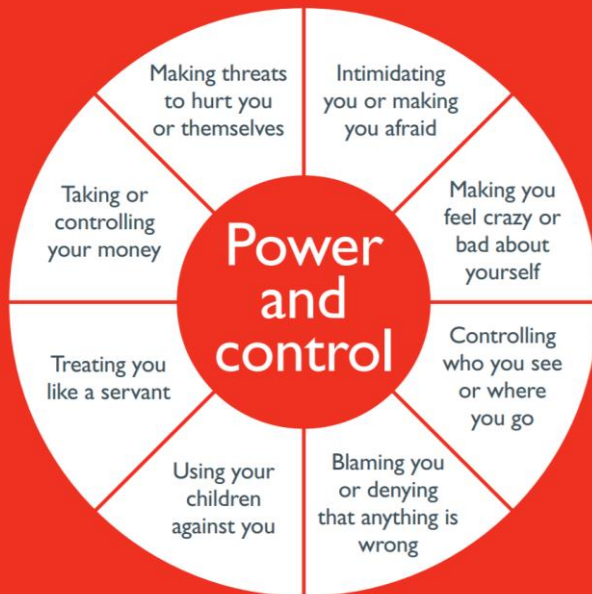 Power
and
control
Intimidating
you or making
you afraid
Making you
feel crazy or
bad about
yourself
Controlling
who you see
or where
you go
Blaming you
or denying
that anything is
wrong
Using your
children
against you
Treating you
like a servant
Taking or
controlling
your money
Making threats
to hurt you
or themselves